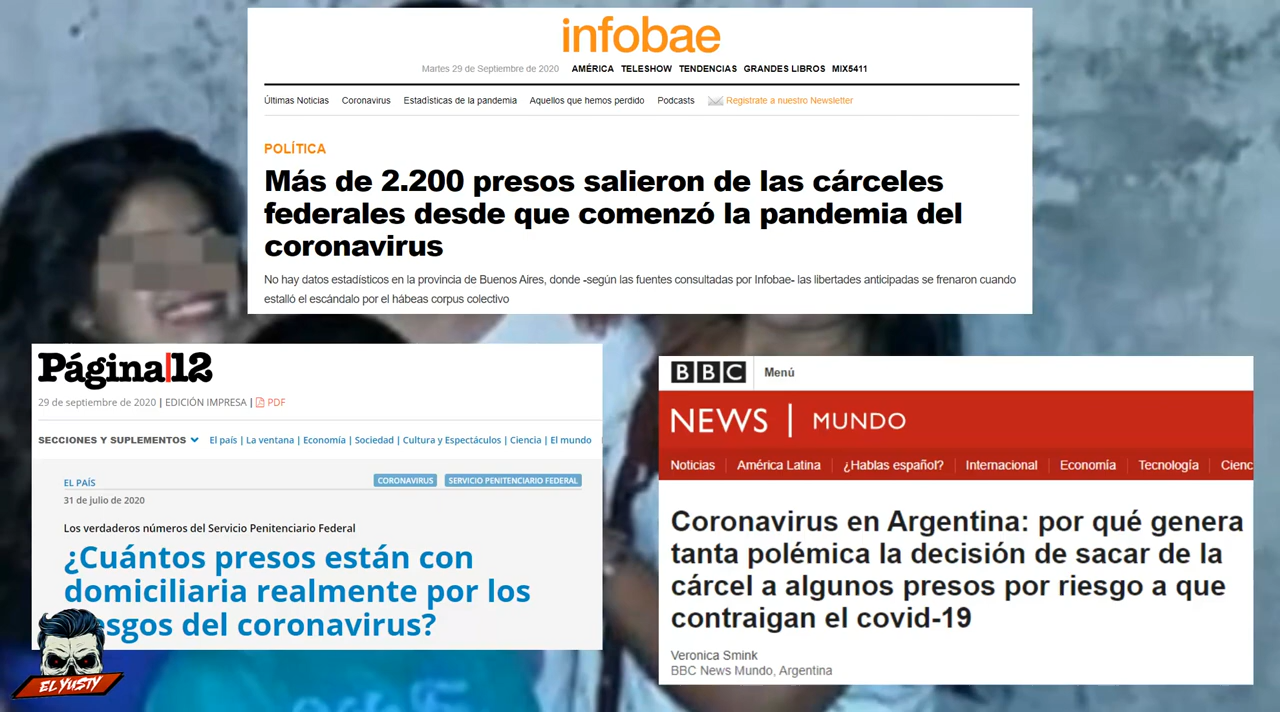 infobae
Martes 29 de Septiembre de 2020 AMÉRICA TELESHOW TENDENCIAS GRANDES LIBROS MIX5411
Últimas Noticias Coronavirus Estadísticas de la pandemia Aquellos que hemos perdido Podcasts Registrate a nuestro Newsletter
POLÍTICA
Más de 2.200 presos salieron de las cárceles
federales desde que comenzó la pandemia del
coronavirus
No hay datos estadísticos en la provincia de Buenos Aires, donde -según las fuentes consultadas por Infobae- las libertades anticipadas se frenaron cuando
estalló el escándalo por el hábeas corpus colectivo
Página|12
29 de septiembre de 2020 | EDICIÓN IMPRESA | PDF
SECCIONES Y SUPLEMENTOS El país | La ventana | Economía | Sociedad | Cultura y Espectáculos | Ciencia | El mundo
EL PAÍS CORONAVIRUS SERVICIO PENITENCIARIO FEDERAL
31 de julio de 2020
Los verdaderos números del Servicio Penitenciario Federal
¿Cuántos presos están con
domiciliaria realmente por los
esgos del coronavirus?
EL YUSTY
BBC Menú
NEWS | MUNDO
Noticias América Latina ¿Hablas español? Internacional Economía Tecnología Cienc
Coronavirus en Argentina: por qué genera
tanta polémica la decisión de sacar de la
cárcel a algunos presos por riesgo a que
contraigan el covid-19
Veronica Smink
BBC News Mundo, Argentina